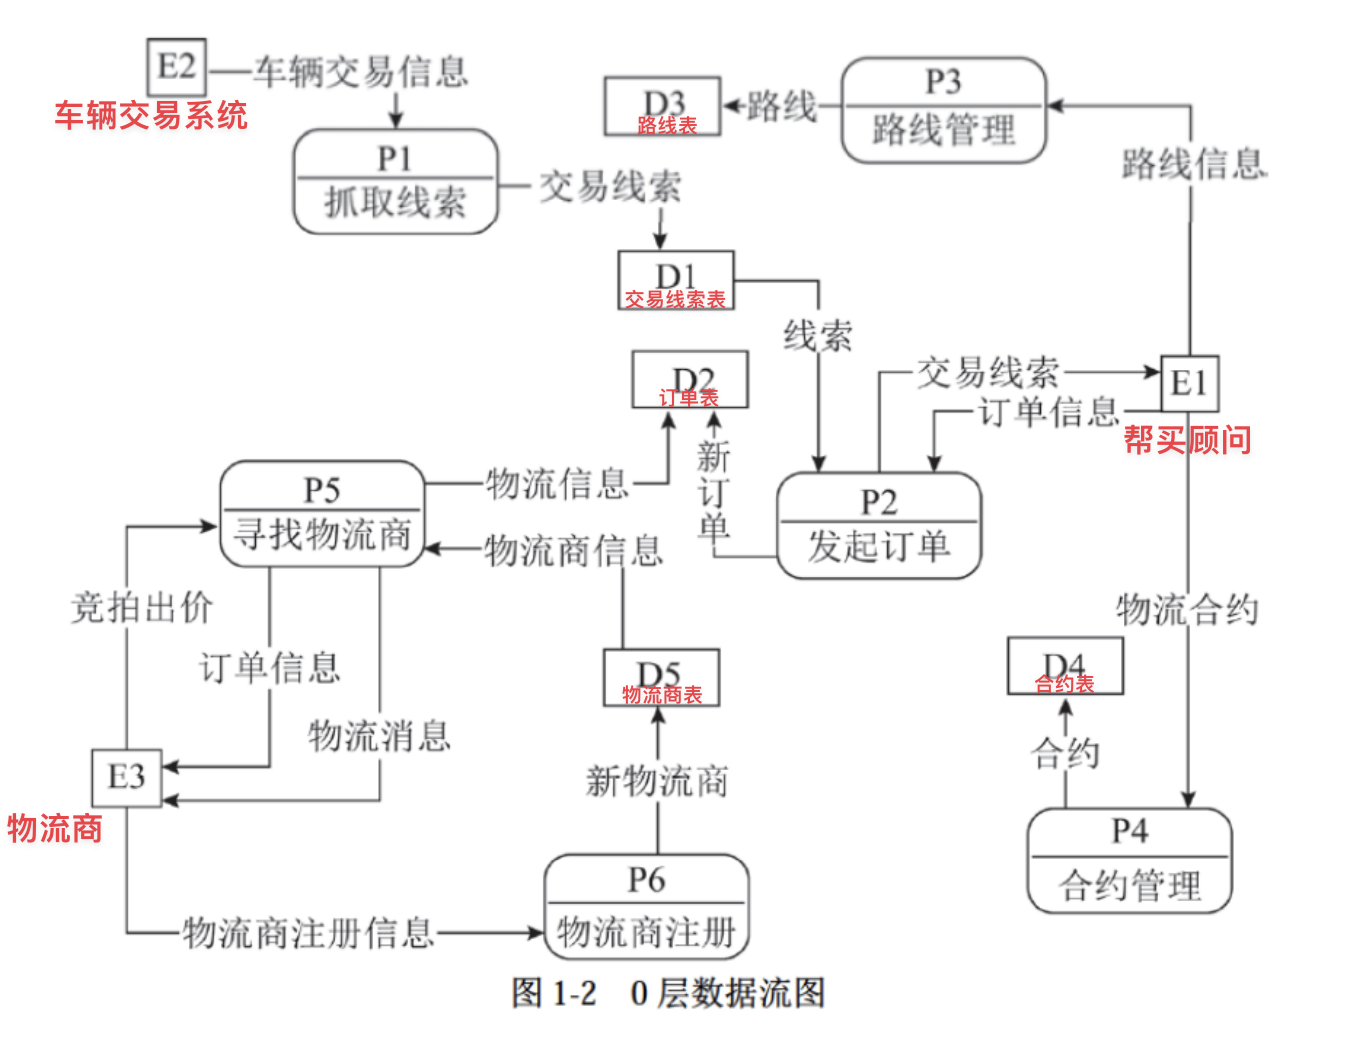 E2
车辆交易信息
车辆交易系统
P1
抓取线索
交易线索
D3
路线表
路线
P3
路线管理
路线信息
D1
交易线索表
线索
D2
订单表
交易线索
E1
订单信息
帮买顾问
P5
寻找物流商
物流信息
新订单
P2
发起订单
物流商信息
竞拍出价
订单信息
物流消息
D5
物流商表
物流合约
D4
合约表
合约
E3
物流商
新物流商
P4
合约管理
P6
物流商注册
物流商注册信息
图 1-2 0 层数据流图